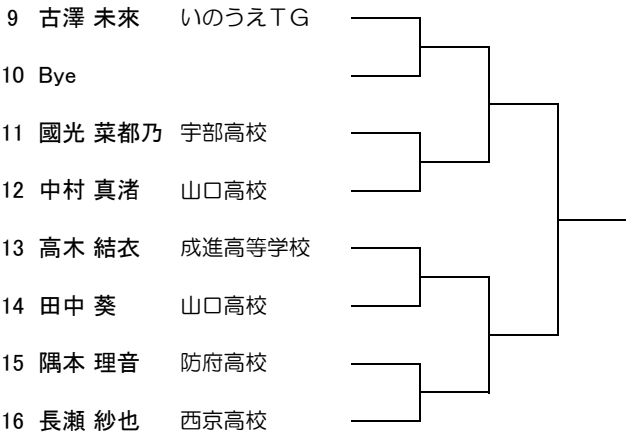 9 古澤 未來 いのうえTG
10 Bye
11 國光 菜都乃 宇部高校
12 中村 真渚 山口高校
13 高木 結衣 成進高等学校
14 田中 葵 山口高校
15 隅本 理音 防府高校
16 長瀬 紗也 西京高校